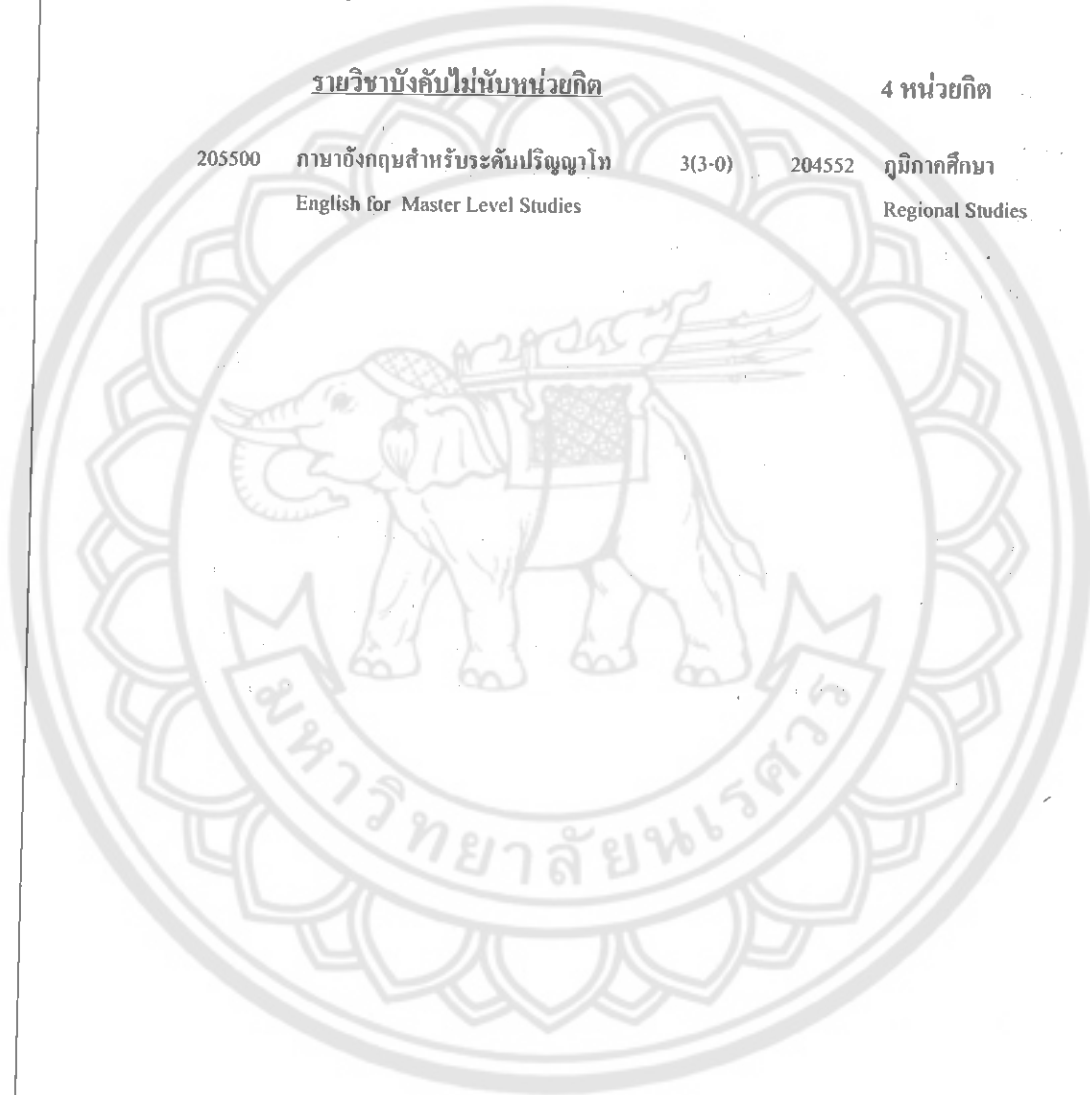 รายวิชาบังคับไม่นับหน่วยกิต 4 หน่วยกิต
205500 ภาษาอังกฤษสำหรับระดับปริญญาโท 3(3-0) 204552 ภูมิภาคศึกษา
English for Master Level Studies Regional Studies
มหาวิทยาลัยนเรศวร